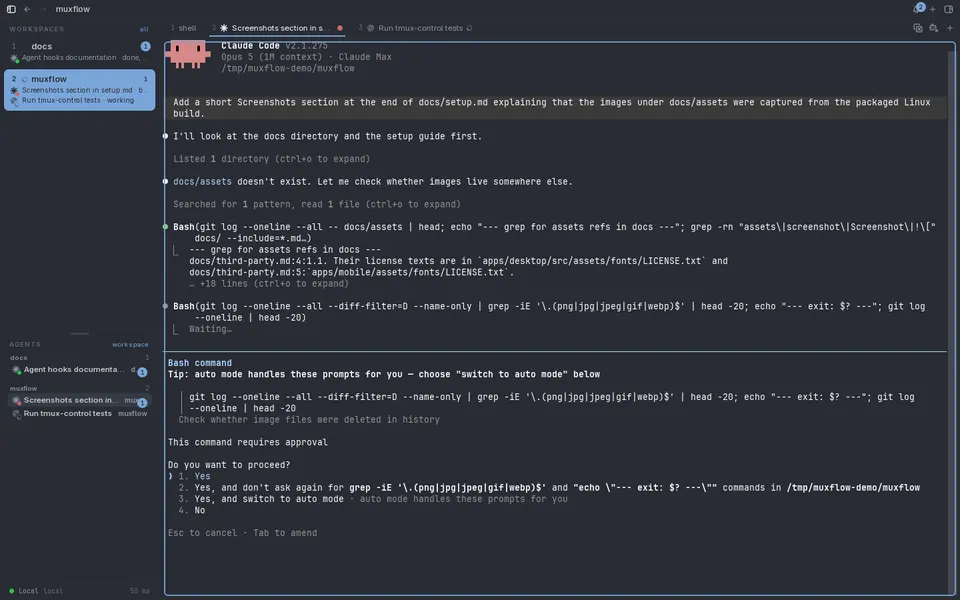 muxflow
2
WORKSPACES
all
1 shell
2 Screenshots section in s...
3 @ Run tmux-control tests
1 docs
1
Agent hooks documentation done,...
2 muxflow
1
Screenshots section in setup.md · b...
Run tmux-control tests · working
Claude Code v2.1.275
Opus 5 (1M context) · Claude Max
/tmp/muxflow-demo/muxflow
Add a short Screenshots section at the end of docs/setup.md explaining that the images under docs/assets were captured from the packaged Linux
build.
I'll look at the docs directory and the setup guide first.
Listed 1 directory (ctrl+o to expand)
docs/assets doesn't exist. Let me check whether images live somewhere else.
Searched for 1 pattern, read 1 file (ctrl+o to expand)
Bash(git log --oneline --all -- docs/assets | head; echo "--- grep for assets refs in docs ---"; grep -rn "assets\|screenshot\|Screenshot\|!\["
docs/ --include=*.md…)
--- grep for assets refs in docs ---
docs/third-party.md:4:1.1. Their license texts are in `apps/desktop/src/assets/fonts/LICENSE.txt` and
docs/third-party.md:5:`apps/mobile/assets/fonts/LICENSE.txt`.
… +18 lines (ctrl+o to expand)
Bash(git log --oneline --all --diff-filter=D --name-only | grep -iE '\.(png|jpg|jpeg|gif|webp)$' | head -20; echo "--- exit: $? ---"; git log
--oneline | head -20)
Waiting…
AGENTS
workspace
docs
1
Agent hooks documenta... d...
1
muxflow
2
Screenshots section in... mux
1
Run tmux-control tests muxflow
Bash command
Tip: auto mode handles these prompts for you — choose "switch to auto mode" below
git log --oneline --all --diff-filter=D --name-only | grep -iE '\.(png|jpg|jpeg|gif|webp)$' | head -20; echo "--- exit: $? ---"; git log
--oneline | head -20
Check whether image files were deleted in history
This command requires approval
Do you want to proceed?
❯ 1. Yes
2. Yes, and don't ask again for grep -iE '\.(png|jpg|jpeg|gif|webp)$' and "echo \"--- exit: $? ---\"" commands in /tmp/muxflow-demo/muxflow
3. Yes, and switch to auto mode · auto mode handles these prompts for you
4. No
Esc to cancel · Tab to amend
Local local
50 ms